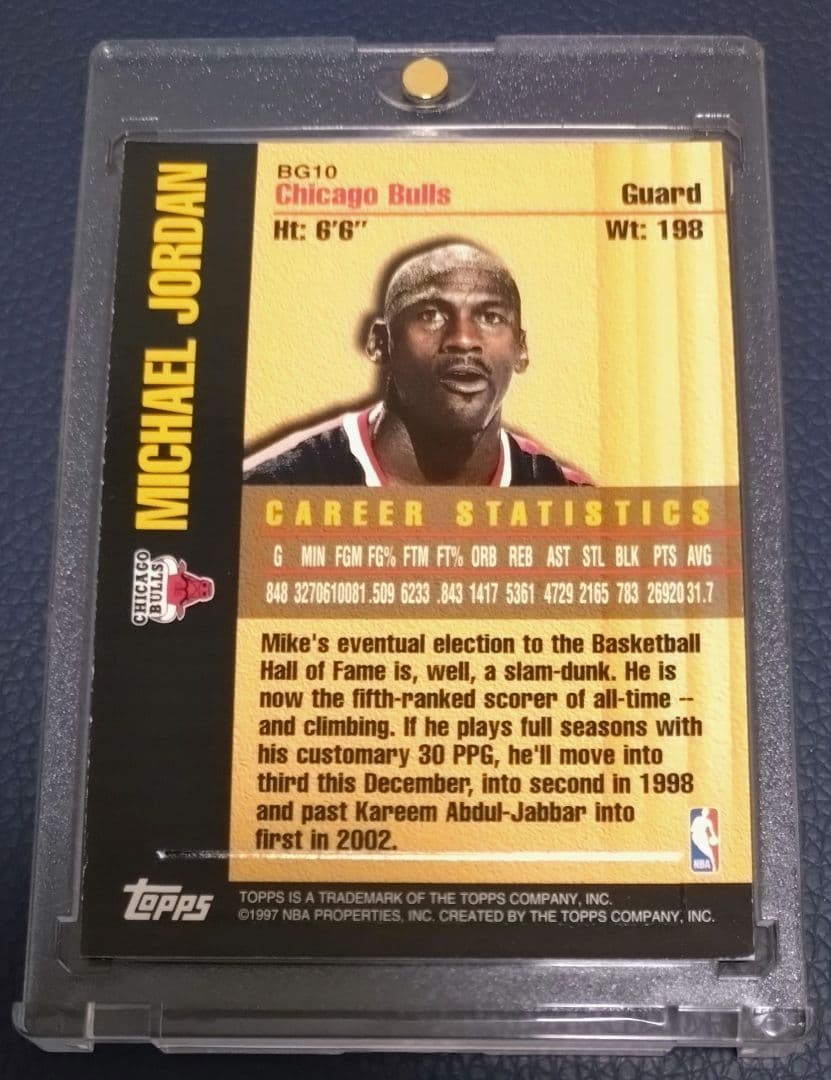 MICHAEL JORDAN
CHICAGO
BULLS
BG10
Chicago Bulls Guard
Ht: 6'6" Wt: 198
CAREER STATISTICS
G MIN FGM FG% FTM FT% ORB REB AST STL BLK PTS AVG
848 32706 10081 .509 6233 .843 1417 5361 4729 2165 783 26920 31.7
Mike's eventual election to the Basketball
Hall of Fame is, well, a slam-dunk. He is
now the fifth-ranked scorer of all-time --
and climbing. If he plays full seasons with
his customary 30 PPG, he'll move into
third this December, into second in 1998
and past Kareem Abdul-Jabbar into
first in 2002.
NBA
TOPPS
TOPPS IS A TRADEMARK OF THE TOPPS COMPANY, INC.
©1997 NBA PROPERTIES, INC. CREATED BY THE TOPPS COMPANY, INC.